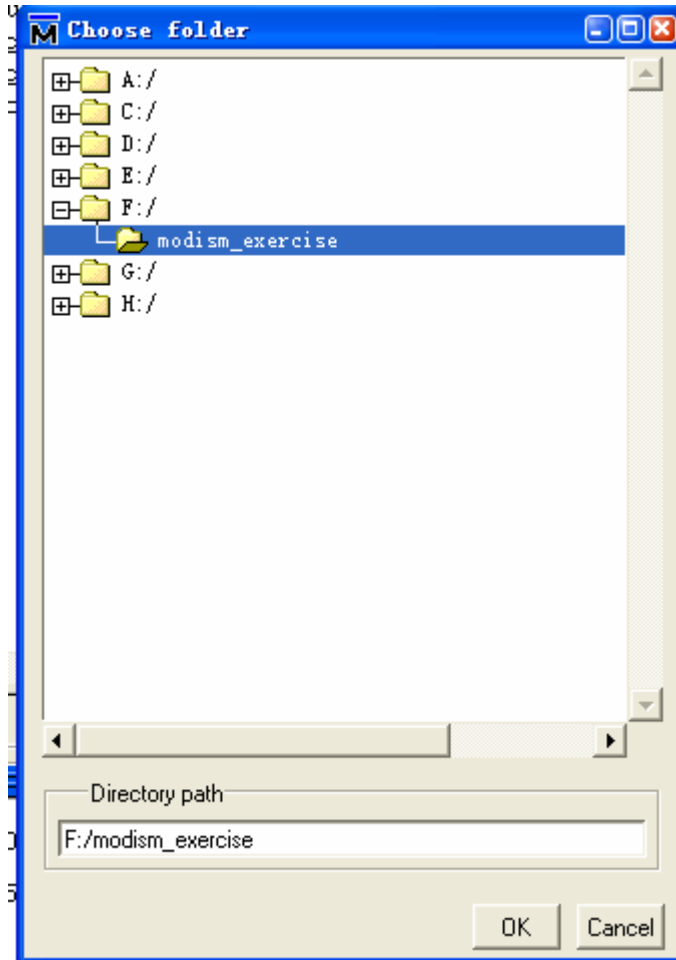 Choose folder
A:/
C:/
D:/
E:/
F:/
modism_exercise
G:/
H:/
Directory path
F:/modism_exercise
OK
Cancel